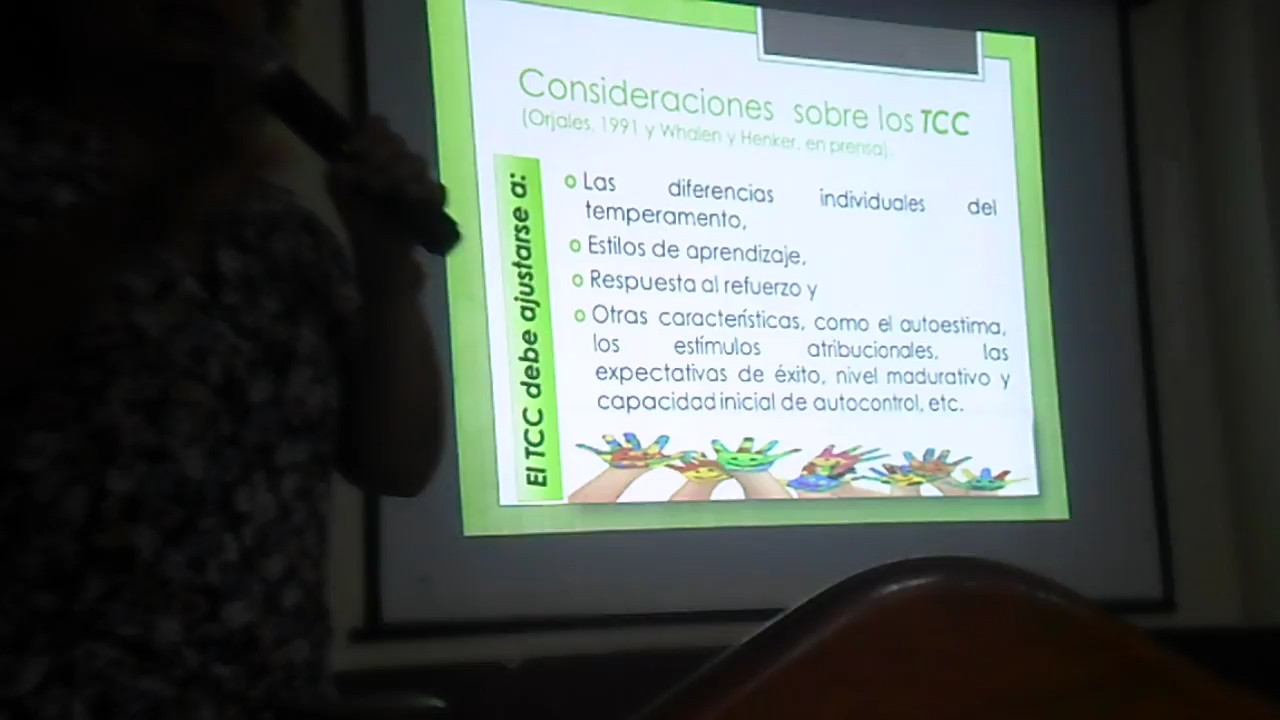 Consideraciones sobre los TCC
(Orjales, 1991 y Whalen y Henker, en prensa).
El TCC debe ajustarse a:
Las diferencias individuales del
temperamento,
Estilos de aprendizaje,
Respuesta al refuerzo y
Otras características, como el autoestima,
los estímulos atribucionales, las
expectativas de éxito, nivel madurativo y
capacidad inicial de autocontrol, etc.